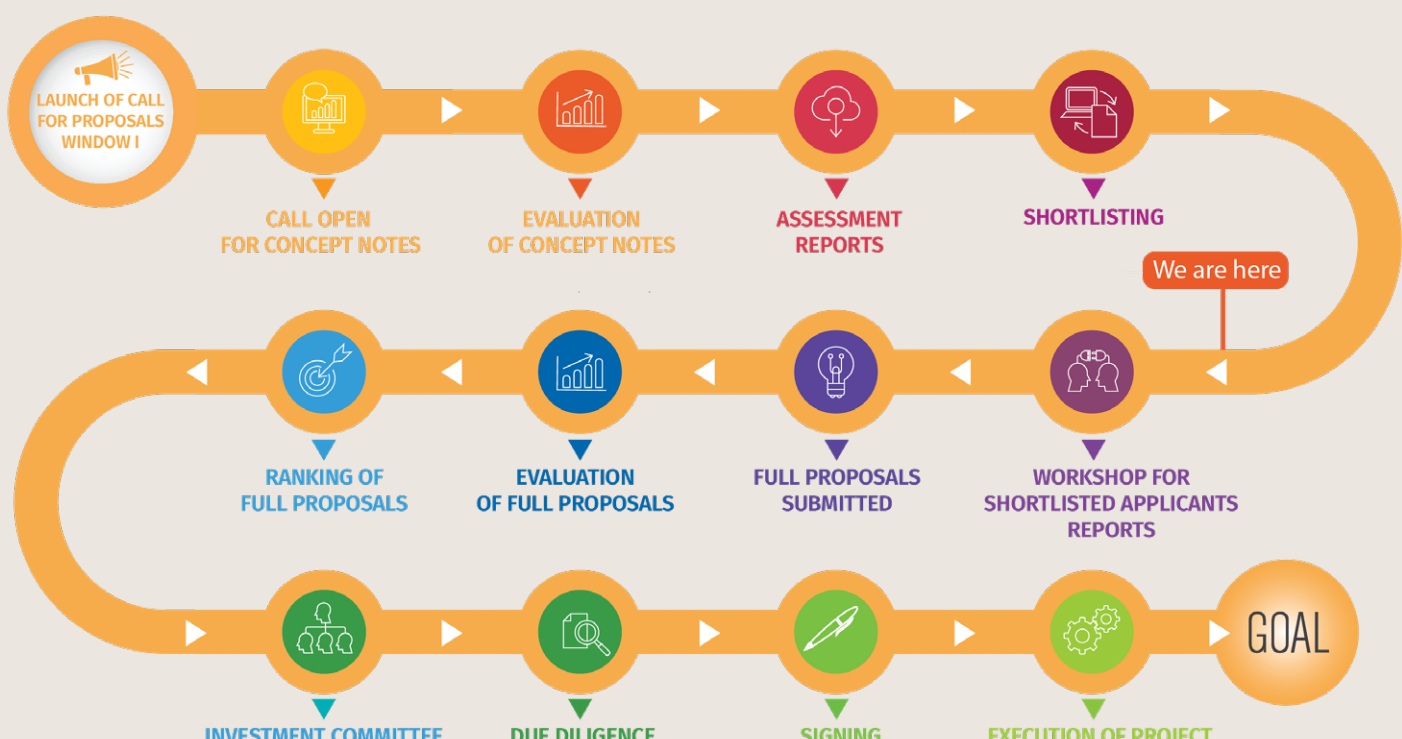 LAUNCH OF CALL
FOR PROPOSALS
WINDOW I
CALL OPEN
FOR CONCEPT NOTES
EVALUATION
OF CONCEPT NOTES
ASSESSMENT
REPORTS
SHORTLISTING
We are here
RANKING OF
FULL PROPOSALS
EVALUATION
OF FULL PROPOSALS
FULL PROPOSALS
SUBMITTED
WORKSHOP FOR
SHORTLISTED APPLICANTS
REPORTS
GOAL
INVESTMENT COMMITTEE
DUE DILIGENCE
SIGNING
EXECUTION OF PROJECT